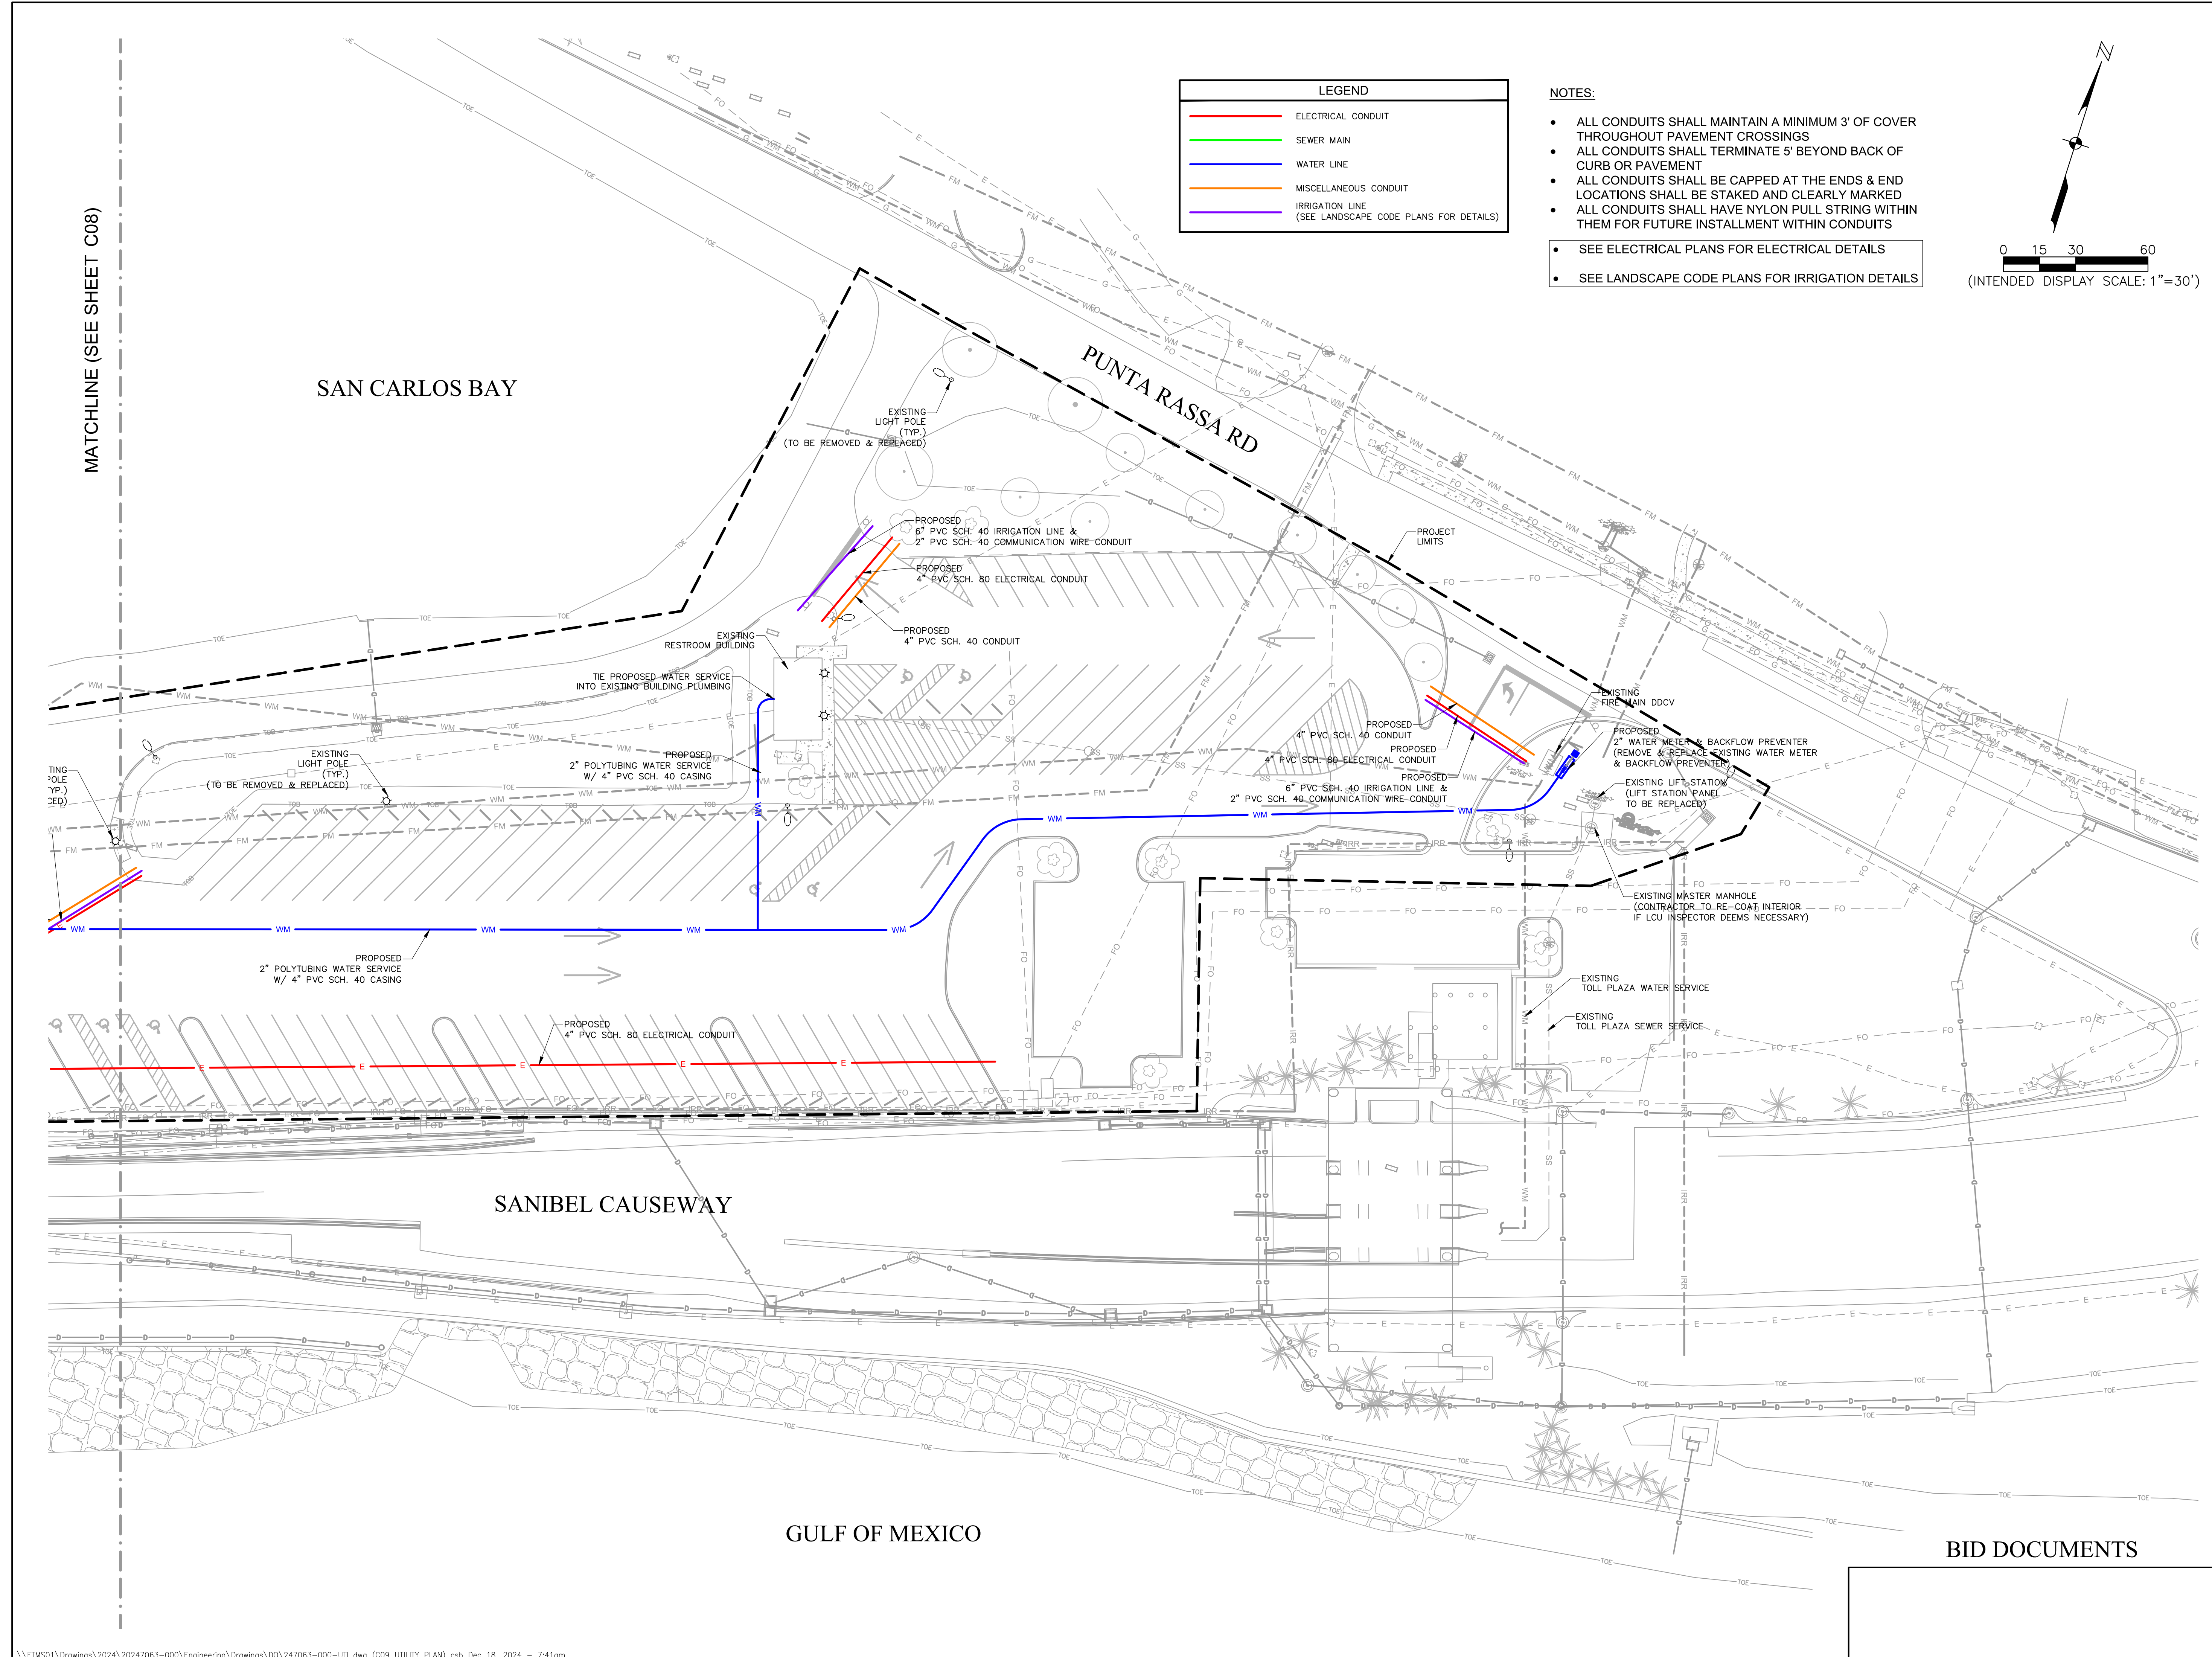 MATCHLINE (SEE SHEET C08)
SAN CARLOS BAY
PUNTA RASSA RD
LEGEND
ELECTRICAL CONDUIT
SEWER MAIN
WATER LINE
MISCELLANEOUS CONDUIT
IRRIGATION LINE
(SEE LANDSCAPE CODE PLANS FOR DETAILS)
NOTES:
• ALL CONDUITS SHALL MAINTAIN A MINIMUM 3' OF COVER
THROUGHOUT PAVEMENT CROSSINGS
• ALL CONDUITS SHALL TERMINATE 5' BEYOND BACK OF
CURB OR PAVEMENT
• ALL CONDUITS SHALL BE CAPPED AT THE ENDS & END
LOCATIONS SHALL BE STAKED AND CLEARLY MARKED
• ALL CONDUITS SHALL HAVE NYLON PULL STRING WITHIN
THEM FOR FUTURE INSTALLMENT WITHIN CONDUITS
• SEE ELECTRICAL PLANS FOR ELECTRICAL DETAILS
• SEE LANDSCAPE CODE PLANS FOR IRRIGATION DETAILS
N
0 15 30 60
(INTENDED DISPLAY SCALE: 1"=30')
EXISTING
LIGHT POLE
(TYP.)
(TO BE REMOVED & REPLACED)
PROPOSED
6" PVC SCH. 40 IRRIGATION LINE &
2" PVC SCH. 40 COMMUNICATION WIRE CONDUIT
PROPOSED
4" PVC SCH. 80 ELECTRICAL CONDUIT
PROPOSED
4" PVC SCH. 40 CONDUIT
PROJECT
LIMITS
EXISTING
RESTROOM BUILDING
TIE PROPOSED WATER SERVICE
INTO EXISTING BUILDING PLUMBING
EXISTING
LIGHT POLE
(TYP.)
(TO BE REMOVED & REPLACED)
TING
POLE
YP.)
CED)
PROPOSED
2" POLYTUBING WATER SERVICE
W/ 4" PVC SCH. 40 CASING
PROPOSED
4" PVC SCH. 40 CONDUIT
PROPOSED
4" PVC SCH. 80 ELECTRICAL CONDUIT
PROPOSED
6" PVC SCH. 40 IRRIGATION LINE &
2" PVC SCH. 40 COMMUNICATION WIRE CONDUIT
EXISTING
FIRE MAIN DDCV
PROPOSED
2" WATER METER & BACKFLOW PREVENTER
(REMOVE & REPLACE EXISTING WATER METER
& BACKFLOW PREVENTER)
EXISTING LIFT STATION
(LIFT STATION PANEL
TO BE REPLACED)
EXISTING MASTER MANHOLE
(CONTRACTOR TO RE-COAT INTERIOR
IF LCU INSPECTOR DEEMS NECESSARY)
WM WM WM WM WM
WM
WM WM WM
PROPOSED
2" POLYTUBING WATER SERVICE
W/ 4" PVC SCH. 40 CASING
EXISTING
TOLL PLAZA WATER SERVICE
EXISTING
TOLL PLAZA SEWER SERVICE
PROPOSED
4" PVC SCH. 80 ELECTRICAL CONDUIT
E E E E E
SANIBEL CAUSEWAY
GULF OF MEXICO
BID DOCUMENTS